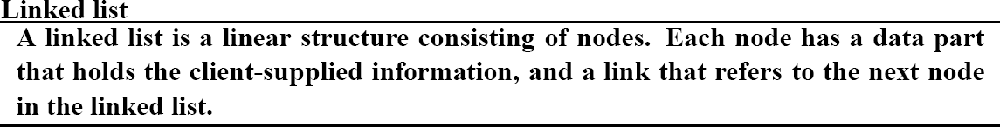 Linked list
A linked list is a linear structure consisting of nodes. Each node has a data part
that holds the client-supplied information, and a link that refers to the next node
in the linked list.